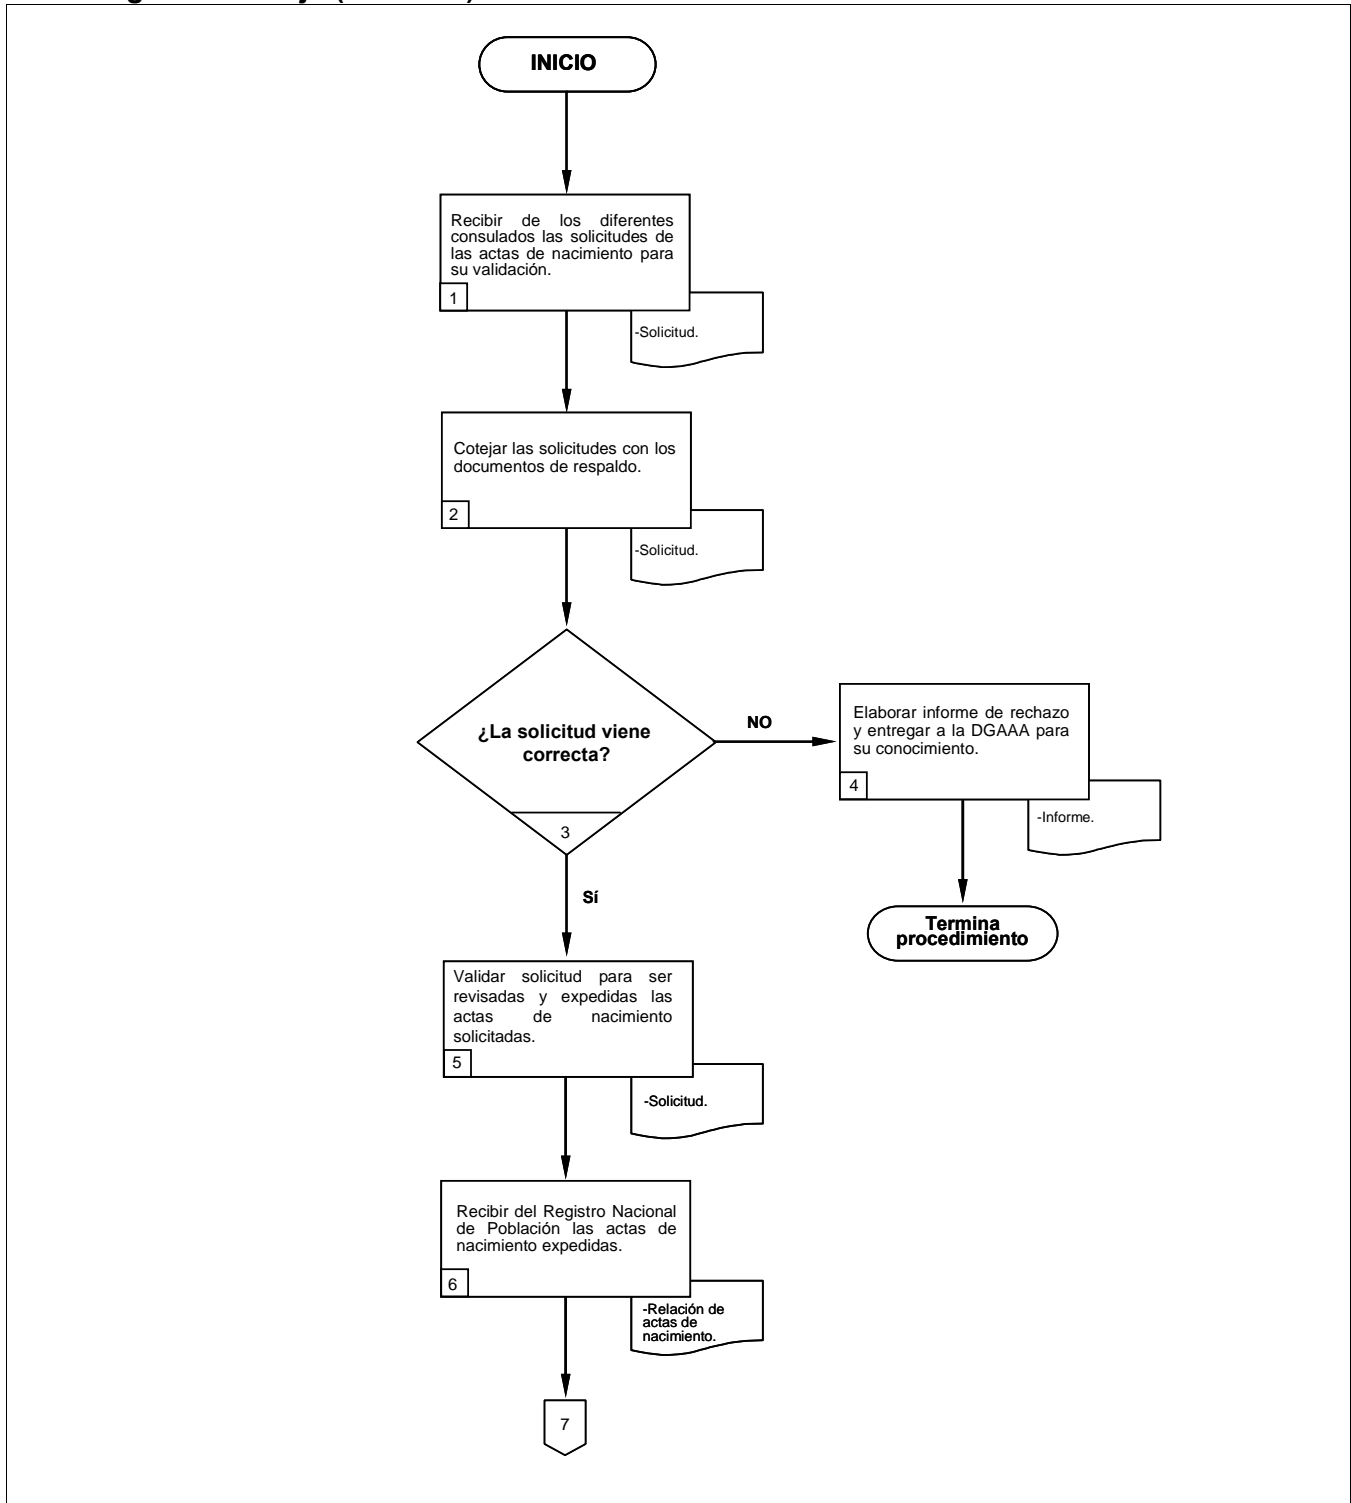 INICIO
Recibir de los diferentes
consulados las solicitudes de
las actas de nacimiento para
su validación.
1
-Solicitud.
Cotejar las solicitudes con los
documentos de respaldo.
2
-Solicitud.
¿La solicitud viene
correcta?
3
NO
Elaborar informe de rechazo
y entregar a la DGAAA para
su conocimiento.
4
-Informe.
Termina
procedimiento
Sí
Validar solicitud para ser
revisadas y expedidas las
actas de nacimiento
solicitadas.
5
-Solicitud.
Recibir del Registro Nacional
de Población las actas de
nacimiento expedidas.
6
-Relación de
actas de
nacimiento.
7